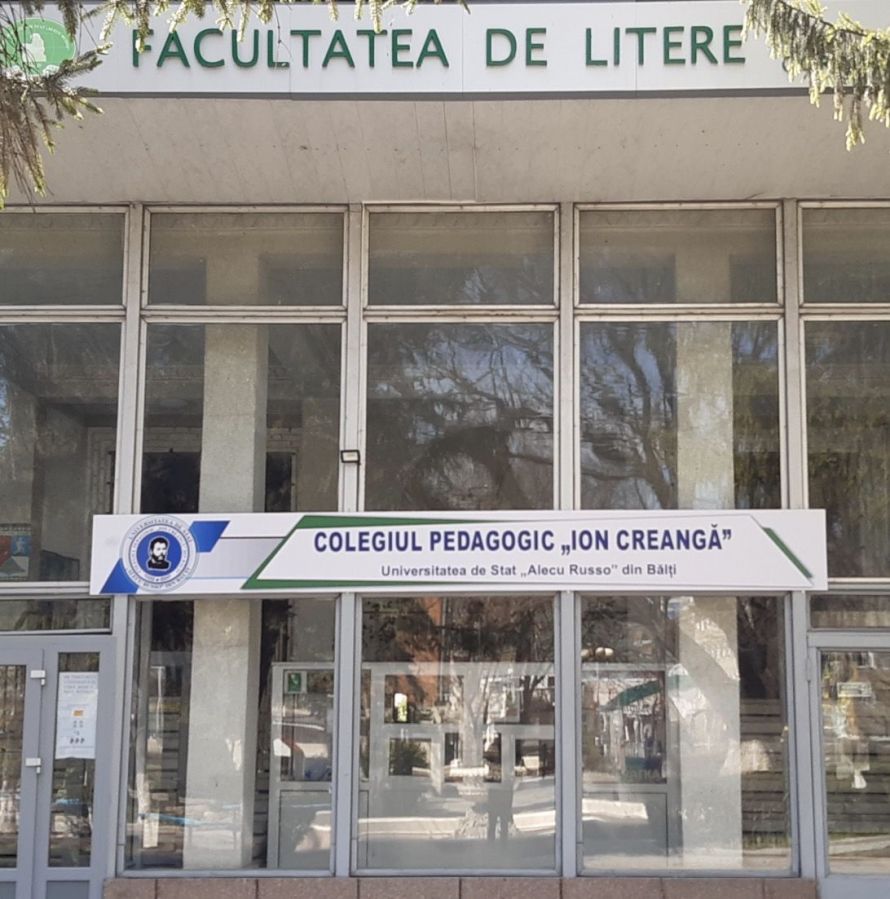 FACULTATEA DE LITERE
COLEGIUL PEDAGOGIC „ION CREANGĂ”
Universitatea de Stat „Alecu Russo” din Bălți